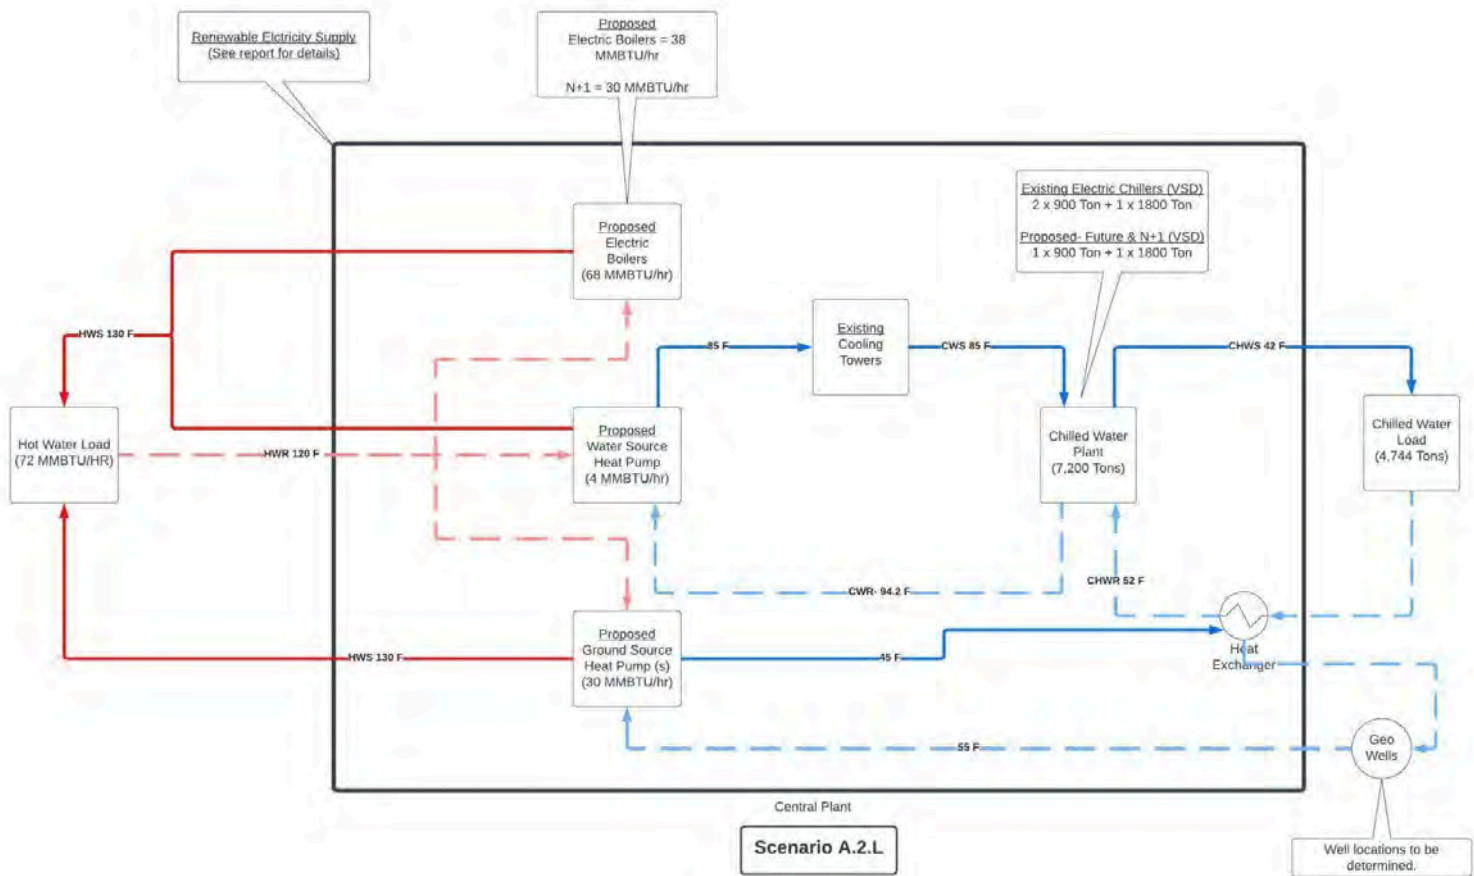 Renewable Elctricity Supply
(See report for details)
Proposed
Electric Boilers = 38
MMBTU/hr
N+1 = 30 MMBTU/hr
Existing Electric Chillers (VSD)
2 x 900 Ton + 1 x 1800 Ton
Proposed- Future & N+1 (VSD)
1 x 900 Ton + 1 x 1800 Ton
Proposed
Electric
Boilers
(68 MMBTU/hr)
HWS 130 F
85 F
Existing
Cooling
Towers
CWS 85 F
CHWS 42 F
Hot Water Load
(72 MMBTU/HR)
HWR 120 F
Proposed
Water Source
Heat Pump
(4 MMBTU/hr)
Chilled Water
Plant
(7,200 Tons)
Chilled Water
Load
(4,744 Tons)
CWR- 94.2 F
CHWR 52 F
Proposed
Ground Source
Heat Pump (s)
(30 MMBTU/hr)
HWS 130 F
45 F
Heat
Exchanger
55 F
Geo
Wells
Central Plant
Scenario A.2.L
Well locations to be
determined.